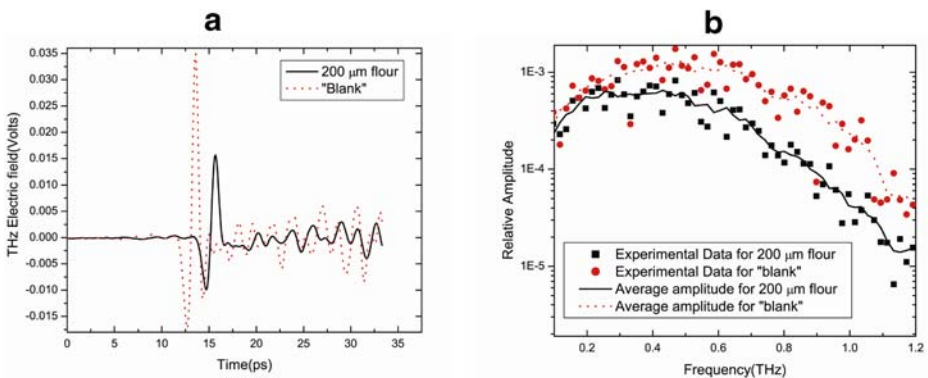 a
0.035
0.030
0.025
0.020
0.015
0.010
0.005
0.000
-0.005
-0.010
-0.015
THz Electric field(Volts)
200 μm flour
"Blank"
0 5 10 15 20 25 30 35
Time(ps)
b
1E-3
1E-4
1E-5
Relative Amplitude
Experimental Data for 200 μm flour
Experimental Data for "blank"
Average amplitude for 200 μm flour
Average amplitude for "blank"
0.2 0.4 0.6 0.8 1.0 1.2
Frequency(THz)